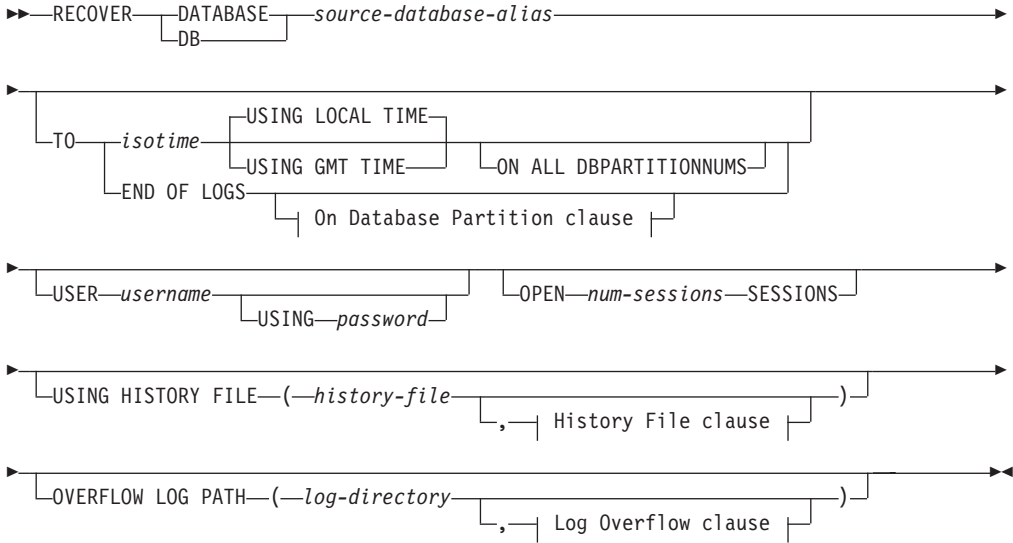 RECOVER DATABASE source-database-alias
DB
USING LOCAL TIME
TO isotime USING GMT TIME ON ALL DBPARTITIONNUMS
END OF LOGS
On Database Partition clause
USER username OPEN num-sessions SESSIONS
USING password
USING HISTORY FILE ( history-file )
, History File clause
OVERFLOW LOG PATH ( log-directory )
, Log Overflow clause